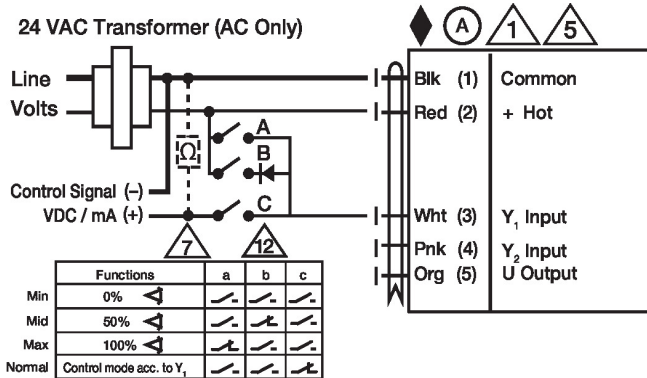 24 VAC Transformer (AC Only)
A 1 5
Line
Volts
Blk (1) Common
Red (2) + Hot
A
B
Ω
Control Signal (–)
VDC / mA (+)
C
Wht (3) Y₁ Input
Pnk (4) Y₂ Input
Org (5) U Output
7
12
Functions a b c
Min 0%
Mid 50%
Max 100%
Normal Control mode acc. to Y₁